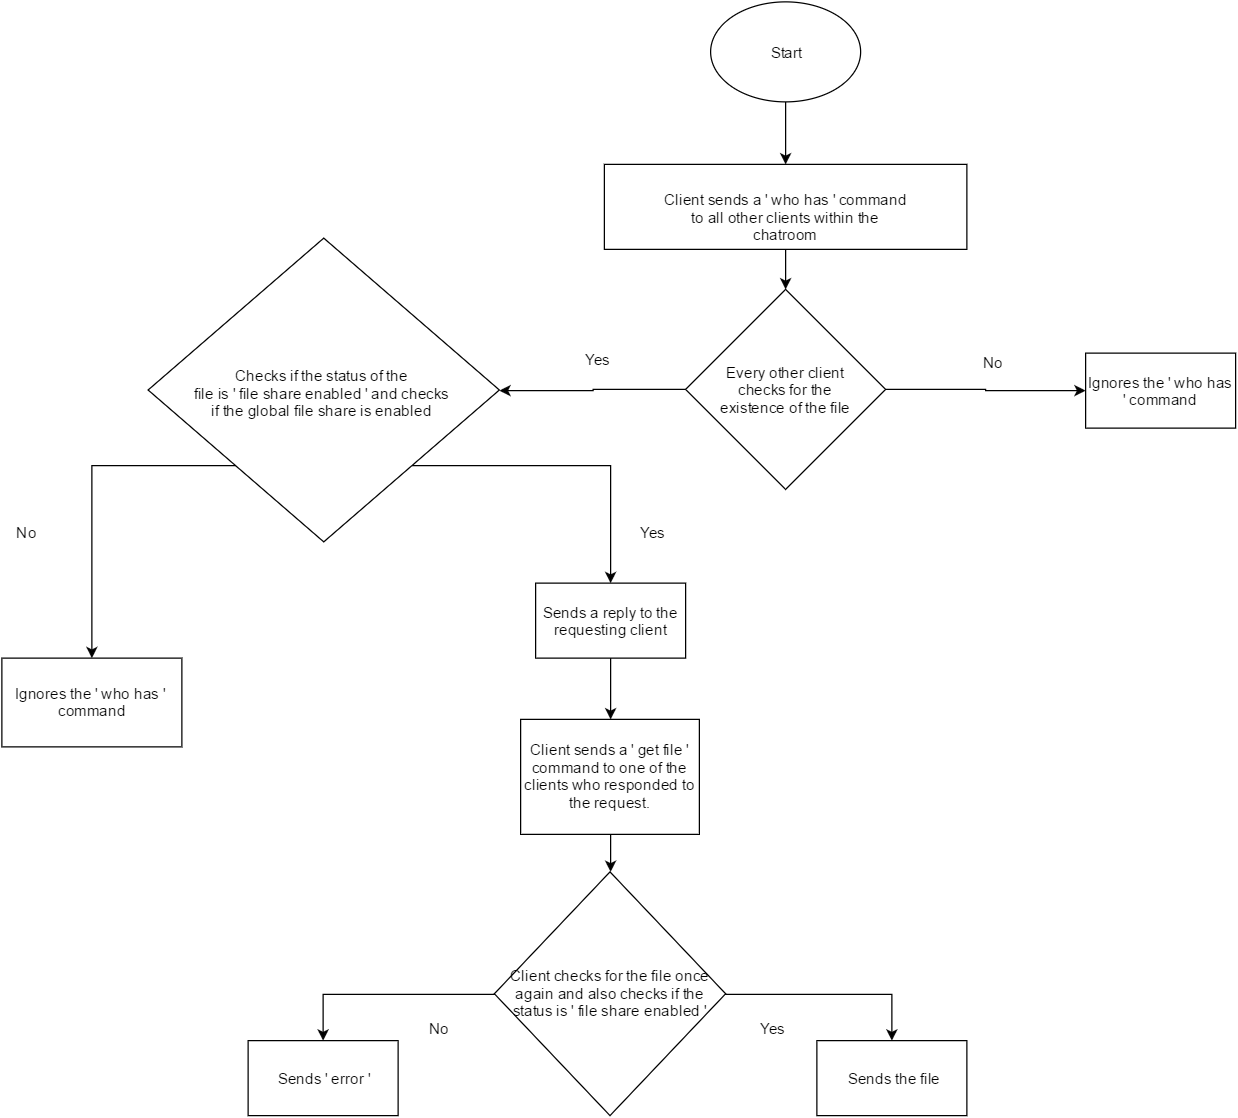 Start
Client sends a ' who has ' command
to all other clients within the
chatroom
Every other client
checks for the
existence of the file
Yes
No
Ignores the ' who has
' command
Checks if the status of the
file is ' file share enabled ' and checks
if the global file share is enabled
No
Yes
Ignores the ' who has '
command
Sends a reply to the
requesting client
Client sends a ' get file '
command to one of the
clients who responded to
the request.
Client checks for the file once
again and also checks if the
status is ' file share enabled '
No
Yes
Sends ' error '
Sends the file